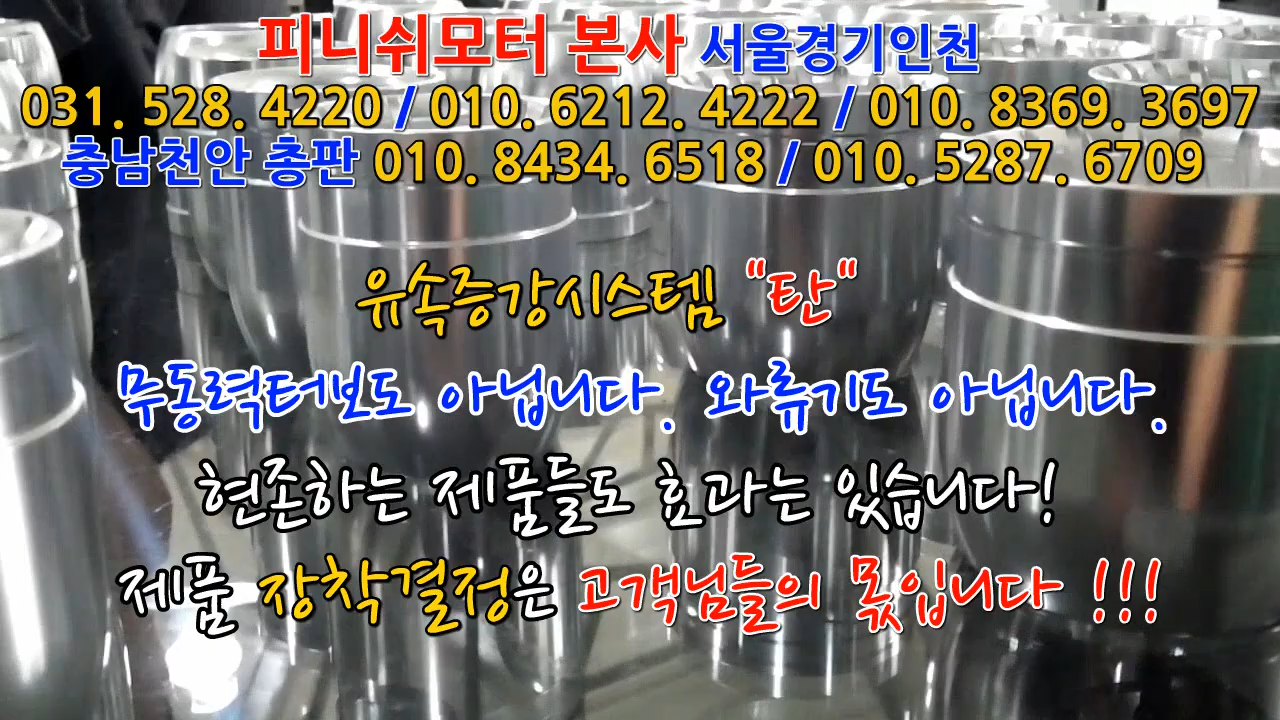 피니쉬모터 본사 서울경기인천
031. 528. 4220 / 010. 6212. 4222 / 010. 8369. 3697
충남천안 총판 010. 8434. 6518 / 010. 5287. 6709
유속증강시스템 "탄"
무동력터보도 아닙니다. 와류기도 아닙니다.
현존하는 제품들도 효과는 있습니다!
제품 장착결정은 고객님들의 몫입니다 !!!